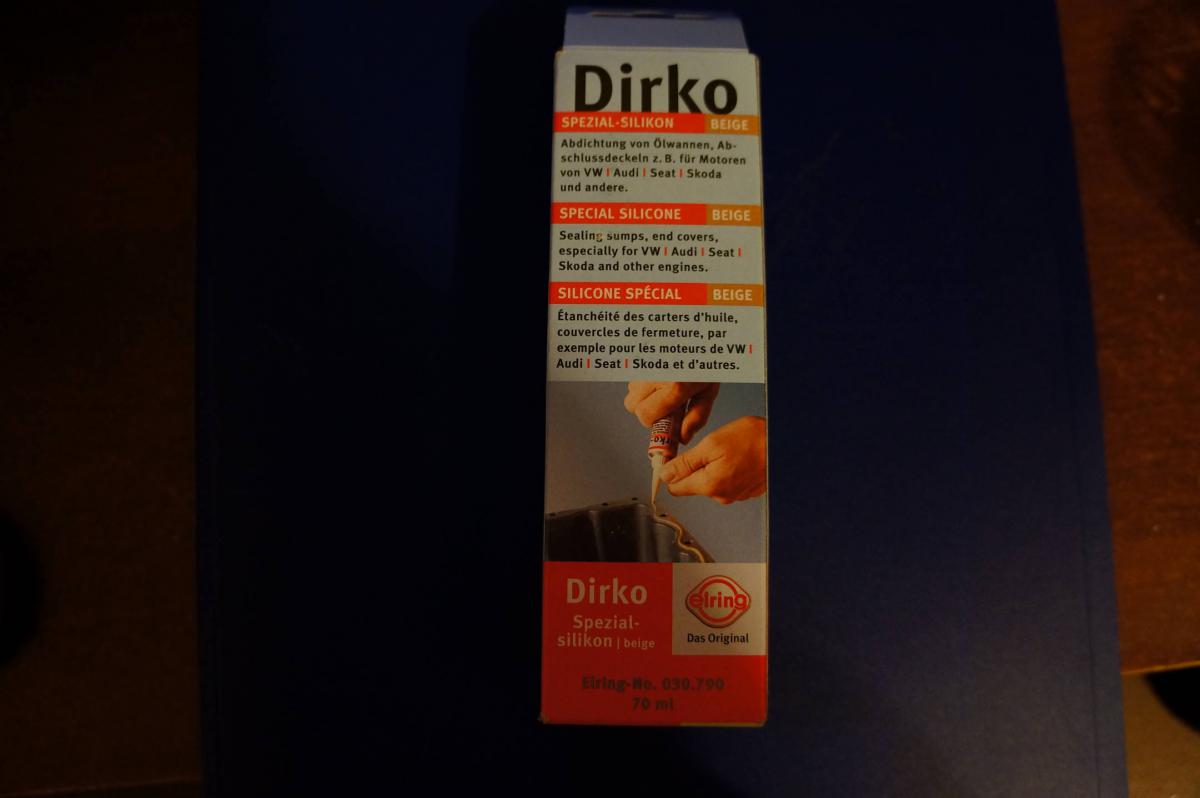 Dirko
SPEZIAL-SILIKON BEIGE
Abdichtung von Ölwannen, Ab-
schlussdeckeln z. B. für Motoren
von VW | Audi | Seat | Skoda
und andere.
SPECIAL SILICONE BEIGE
Sealing sumps, end covers,
especially for VW | Audi | Seat |
Skoda and other engines.
SILICONE SPÉCIAL BEIGE
Étanchéité des carters d'huile,
couvercles de fermeture, par
exemple pour les moteurs de VW |
Audi | Seat | Skoda et d'autres.
Dirko
Spezial-
silikon | beige
elring
Das Original
Elring-No. 030.790
70 ml